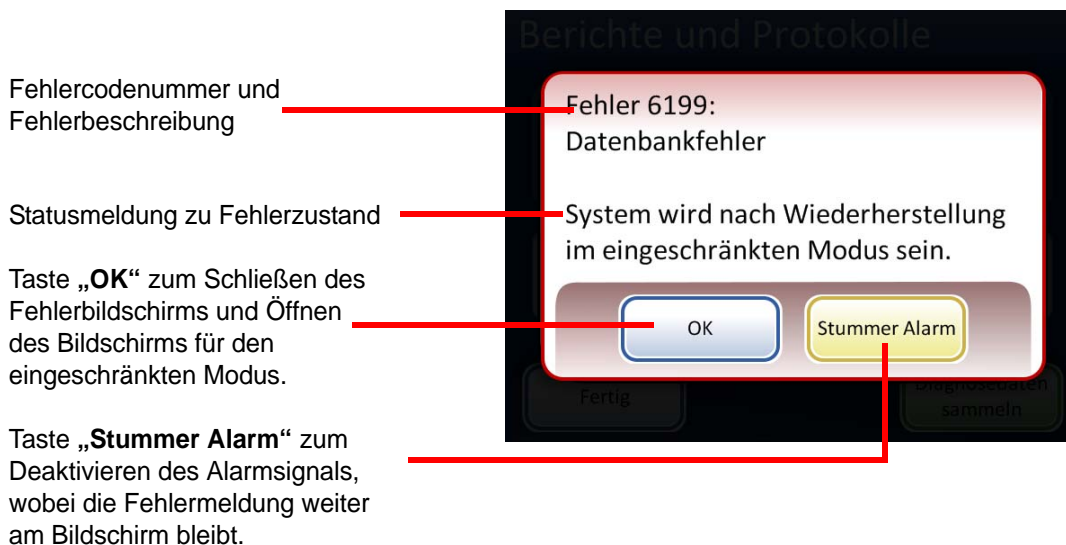 Fehlercodenummer und
Fehlerbeschreibung
Statusmeldung zu Fehlerzustand
Taste „OK“ zum Schließen des
Fehlerbildschirms und Öffnen
des Bildschirms für den
eingeschränkten Modus.
Taste „Stummer Alarm“ zum
Deaktivieren des Alarmsignals,
wobei die Fehlermeldung weiter
am Bildschirm bleibt.
Berichte und Protokolle
Fehler 6199:
Datenbankfehler
System wird nach Wiederherstellung
im eingeschränkten Modus sein.
OK
Stummer Alarm
Fertig
Diagnosedaten
sammeln